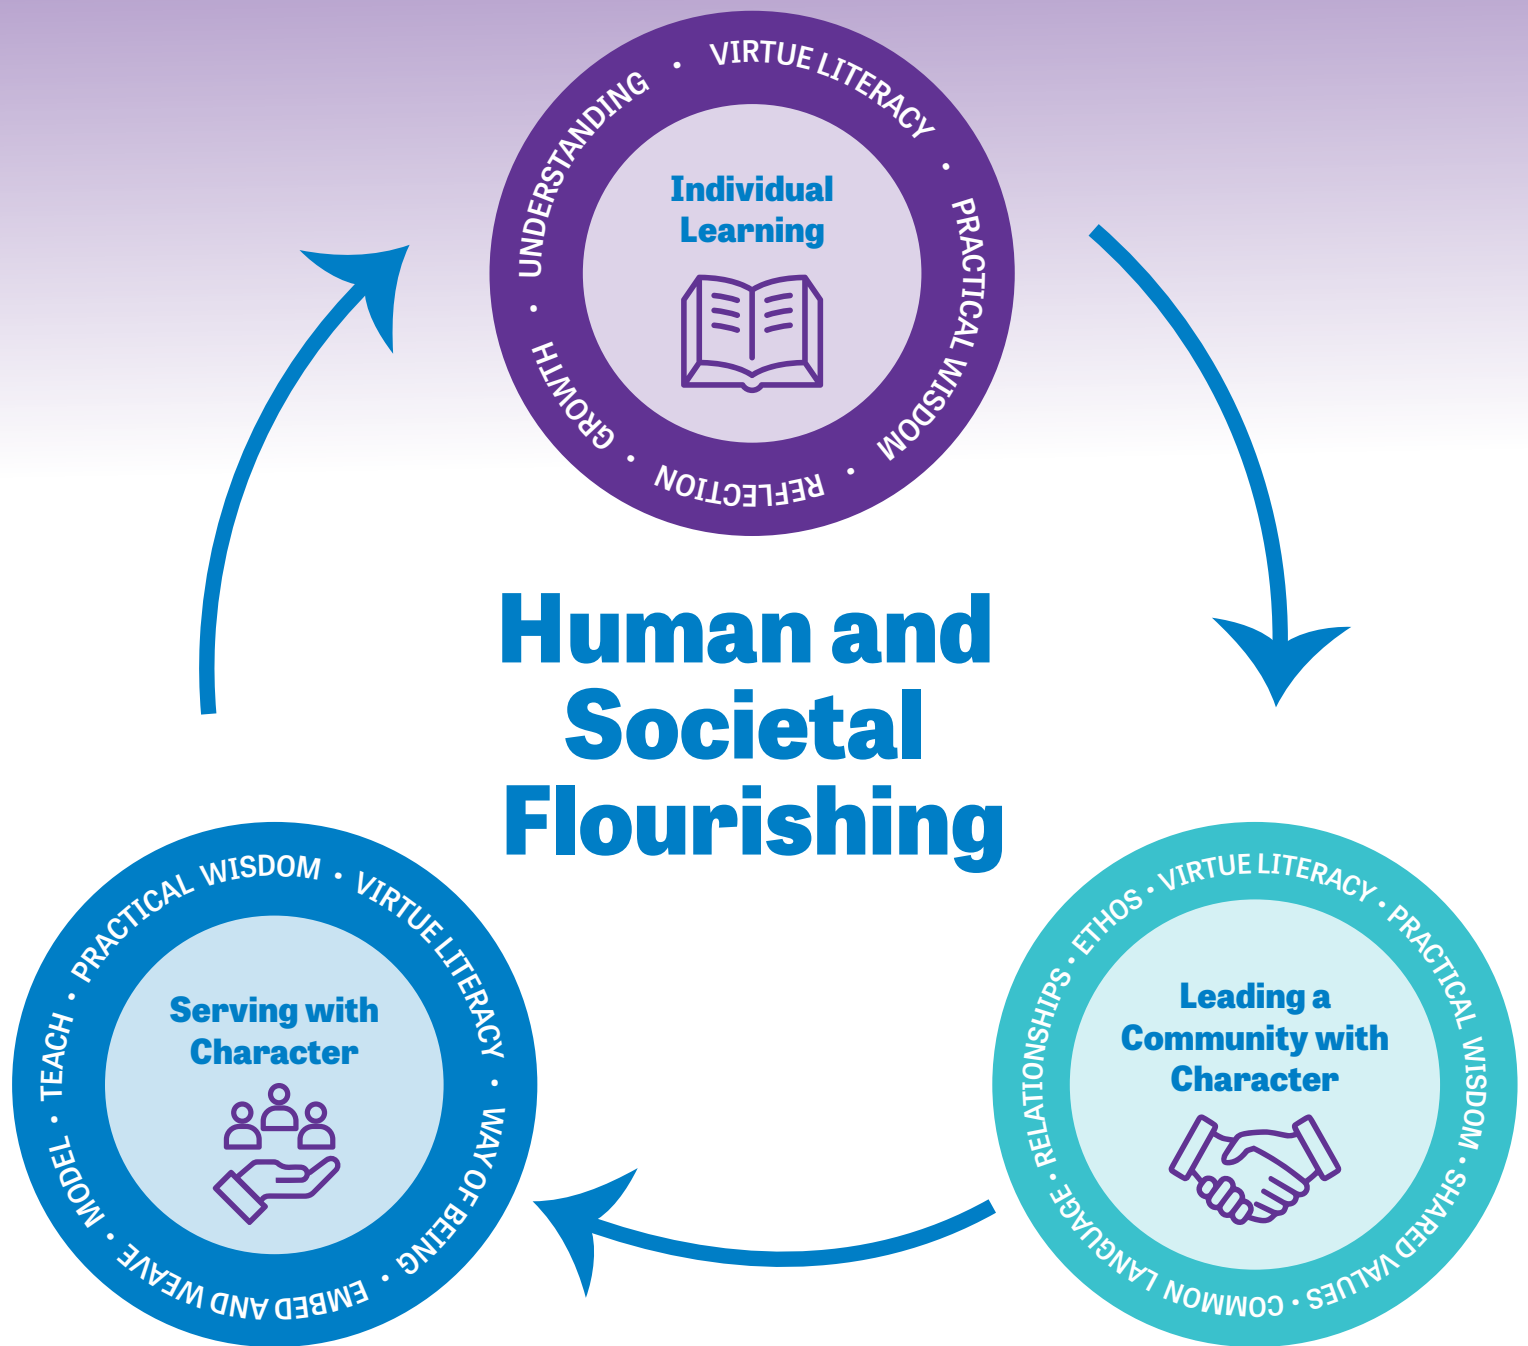 VIRTUE LITERACY • PRACTICAL WISDOM • REFLECTION • GROWTH • UNDERSTANDING •
Individual
Learning
Human and
Societal
Flourishing
PRACTICAL WISDOM • VIRTUE LITERACY • WAY OF BEING • EMBED AND WEAVE • MODEL • TEACH •
Serving with
Character
VIRTUE LITERACY • PRACTICAL WISDOM • SHARED VALUES • COMMON LANGUAGE • RELATIONSHIPS • ETHOS •
Leading a
Community with
Character